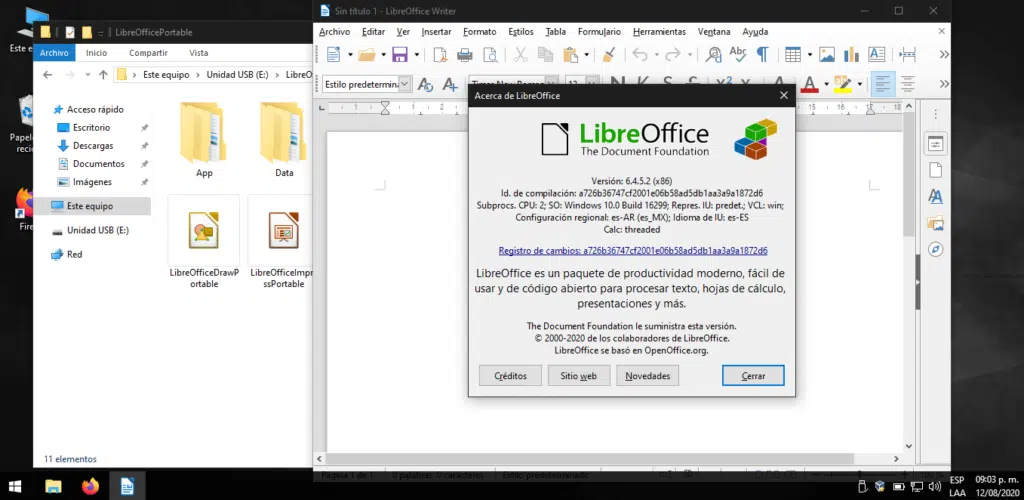 Este e
Papele
recic
Fire
LibreOfficePortable
Archivo Inicio Compartir Vista
Este equipo > Unidad USB (E:) > LibreO
Acceso rápido
Escritorio
Descargas
Documentos
Imágenes
Este equipo
Unidad USB (E:)
Red
App
Data
LibreOfficeDrawP
ortable
LibreOfficeImpr
essPortable
11 elementos
Sin título 1 - LibreOffice Writer
Archivo Editar Ver Insertar Formato Estilos Tabla Formulario Herramientas Ventana Ayuda
Estilo predetermin
Acerca de LibreOffice
LibreOffice
The Document Foundation
Versión: 6.4.5.2 (x86)
Id. de compilación: a726b36747cf2001e06b58ad5db1aa3a9a1872d6
Subprocs. CPU: 2; SO: Windows 10.0 Build 16299; Repres. IU: predet.; VCL: win;
Configuración regional: es-AR (es_MX); Idioma de IU: es-ES
Calc: threaded
Registro de cambios: a726b36747cf2001e06b58ad5db1aa3a9a1872d6
LibreOffice es un paquete de productividad moderno, fácil de
usar y de código abierto para procesar texto, hojas de cálculo,
presentaciones y más.
The Document Foundation le suministra esta versión.
© 2000-2020 de los colaboradores de LibreOffice.
LibreOffice se basó en OpenOffice.org.
Créditos Sitio web Novedades Cerrar
Página 1 de 1 0 palabras, 0 caracteres Estilo predeterminado
ESP 09:03 p. m.
LAA 12/08/2020